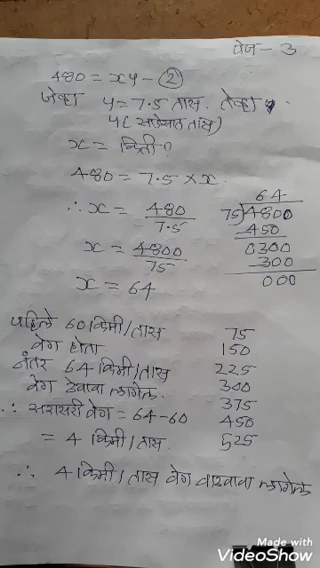 पेज - 3
480 = xy - ②
जेव्हा y = 7.5 तास. तेव्हा
y ( साडेसात तास )
x = किती?
480 = 7.5 × x.
∴ x = 480/7.5
x = 4800/75
x = 64
64
75)4800
450
0300
-300
000
पहिले 60 किमी/तास
वेग होता
नंतर 64 किमी/तास
वेग ठेवावा लागेल.
∴ सरासरी वेग = 64-60
= 4 किमी/तास.
75
150
225
300
375
450
525
∴ 4 किमी/तास वेग वाढवावा लागेल
Made with
VideoShow